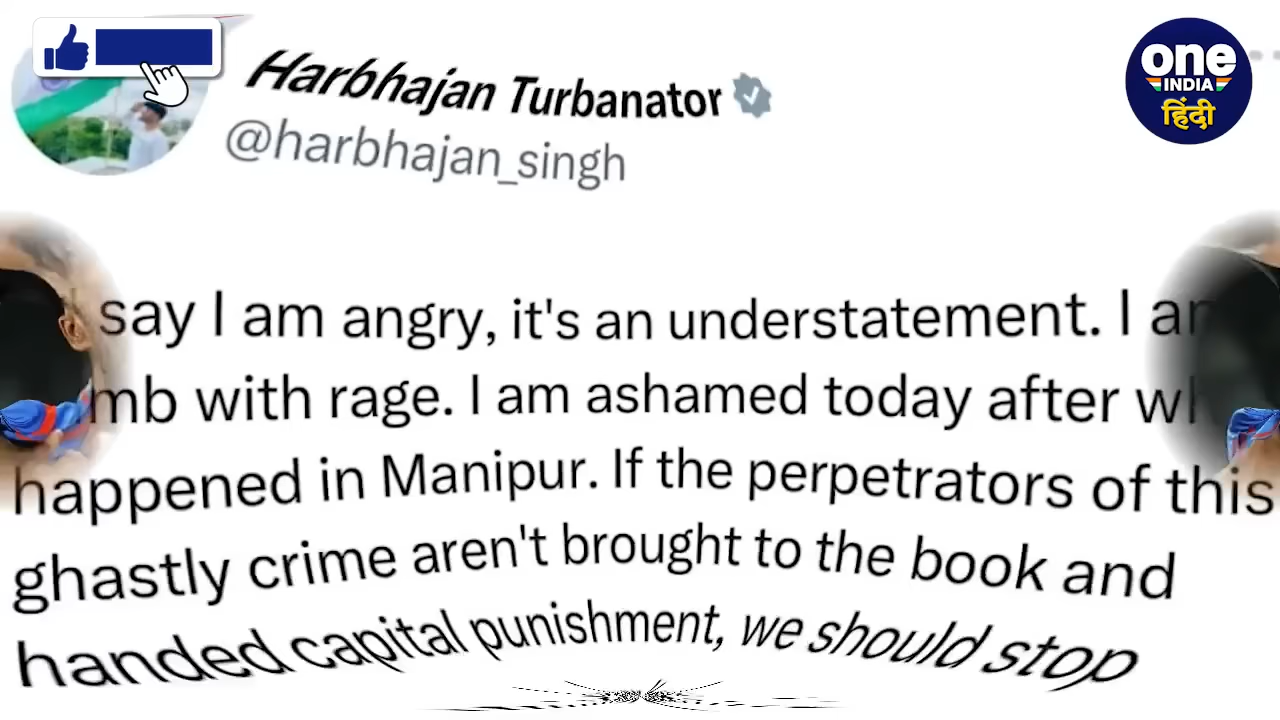 Harbhajan Turbanator
@harbhajan_singh
one
INDIA
हिंदी
say I am angry, it's an understatement. I
with rage. I am ashamed today after
happened in Manipur. If the perpetrators of this
ghastly crime aren't brought to the book and
handed capital punishment, we should stop